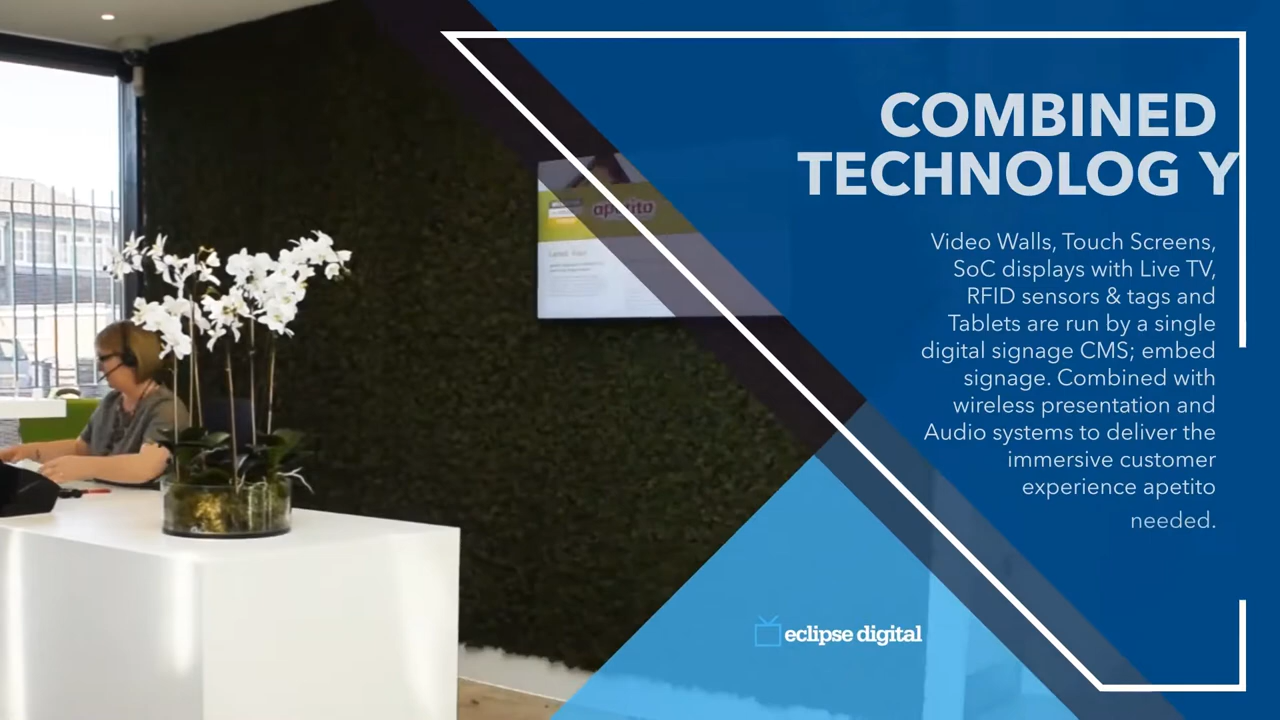 COMBINED
TECHNOLOG Y
Video Walls, Touch Screens,
SoC displays with Live TV,
RFID sensors & tags and
Tablets are run by a single
digital signage CMS; embed
signage. Combined with
wireless presentation and
Audio systems to deliver the
immersive customer
experience apetito
needed.
apetito
eclipse digital